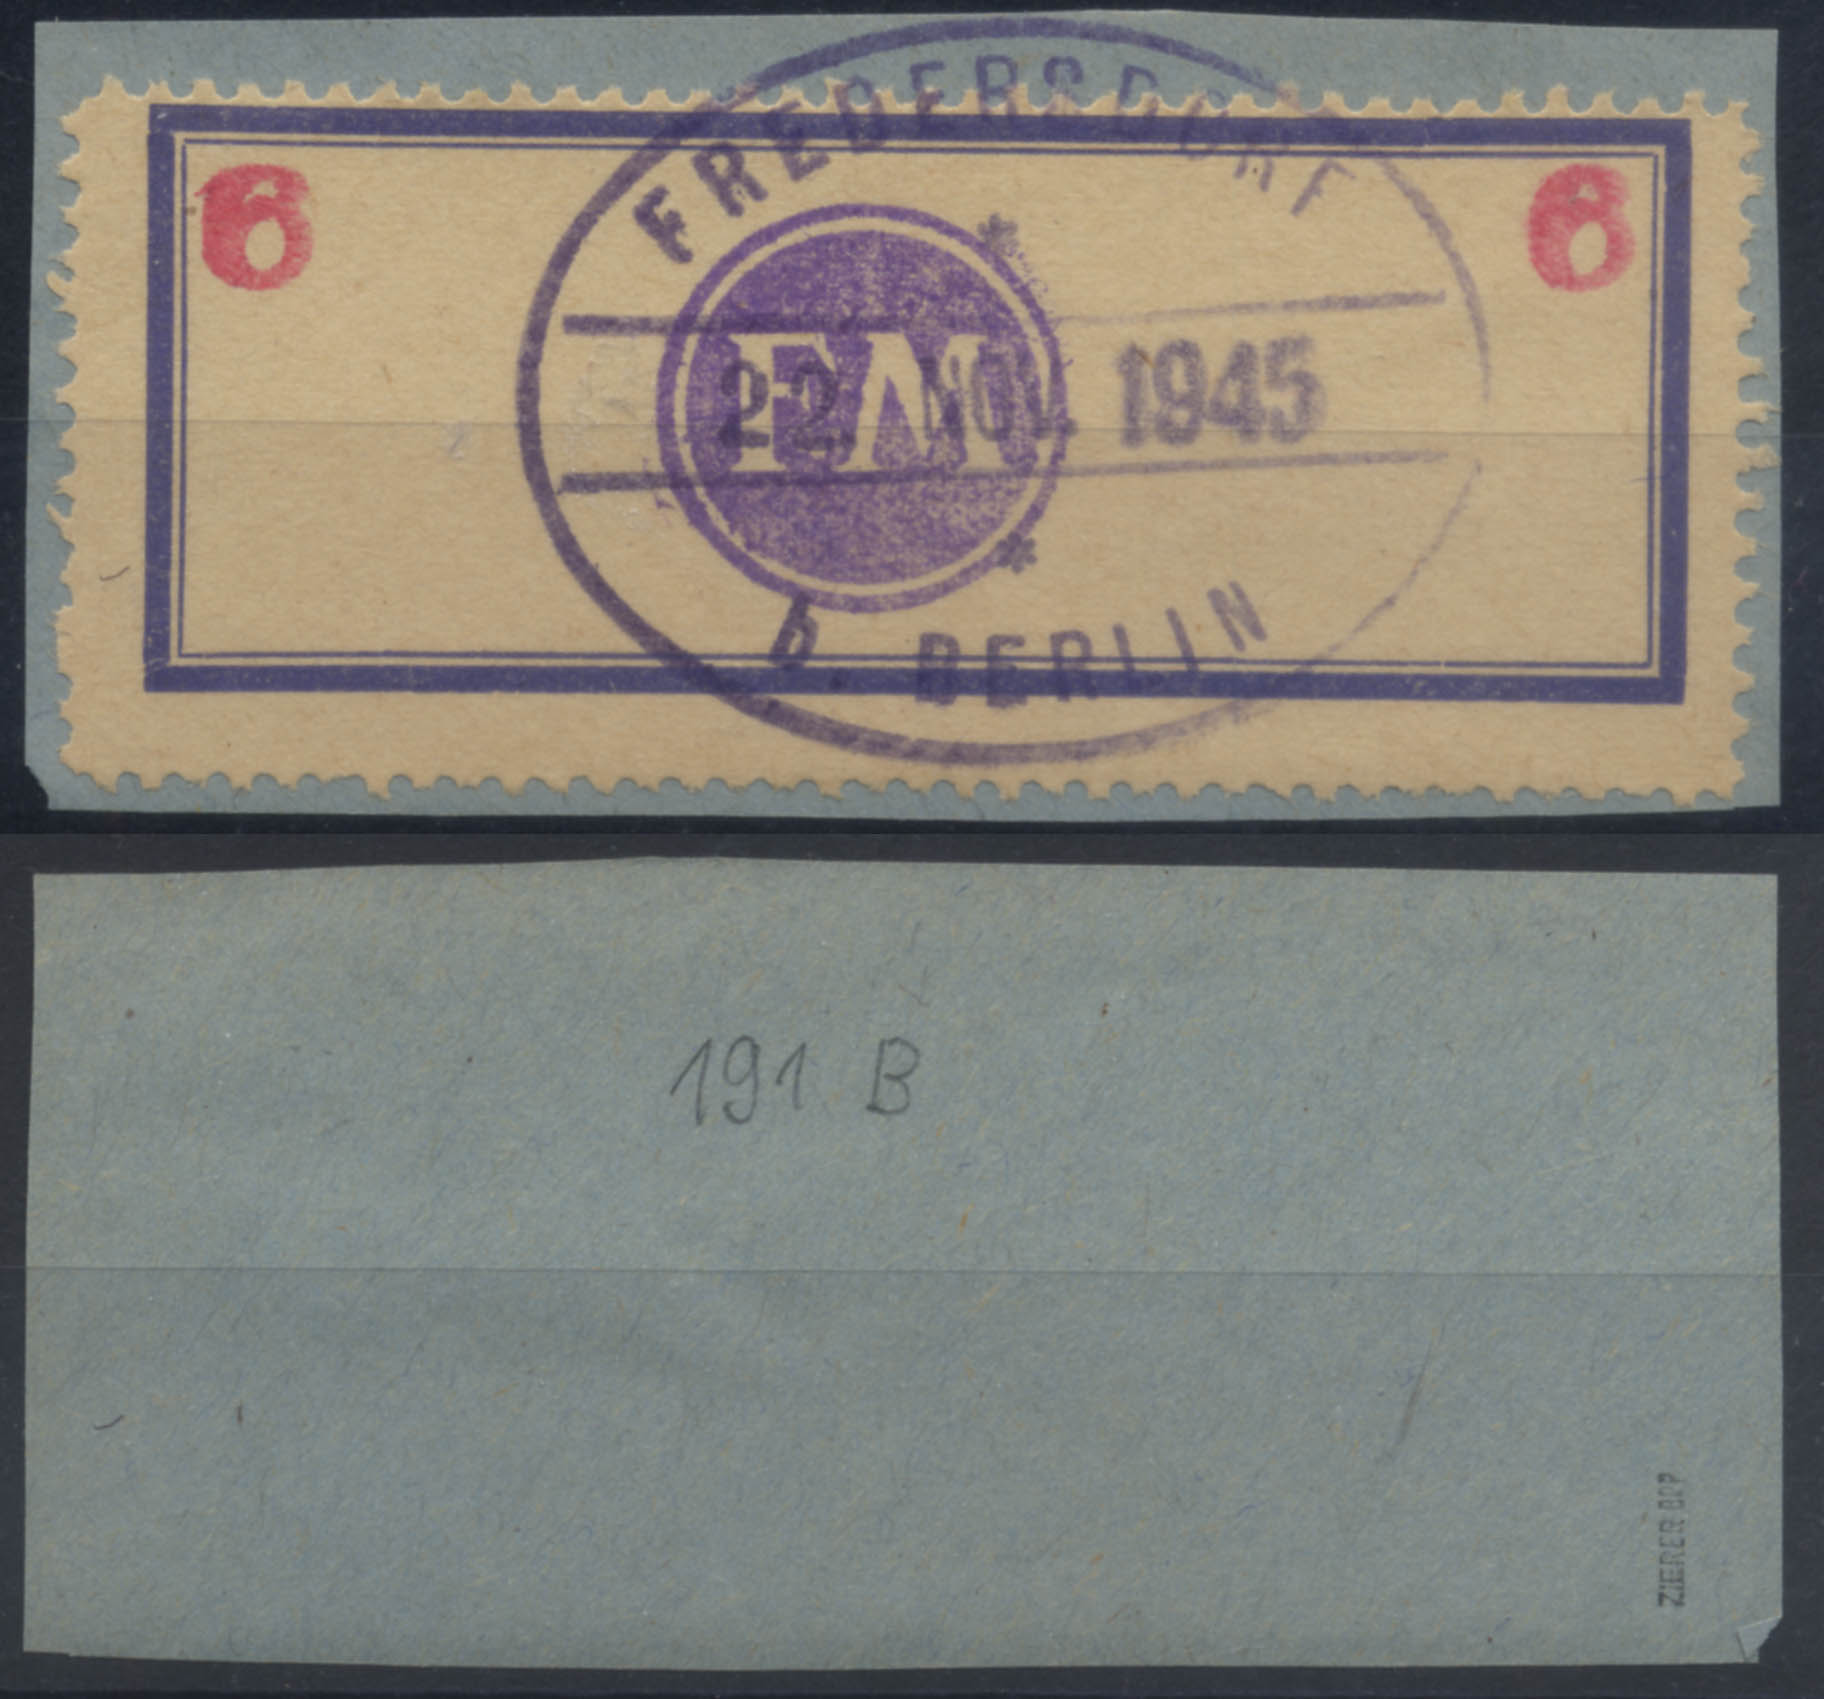 6
6
FREDERSDORF
FM
22. NOV. 1945
b. BERLIN
191 B
ZIERER BPP